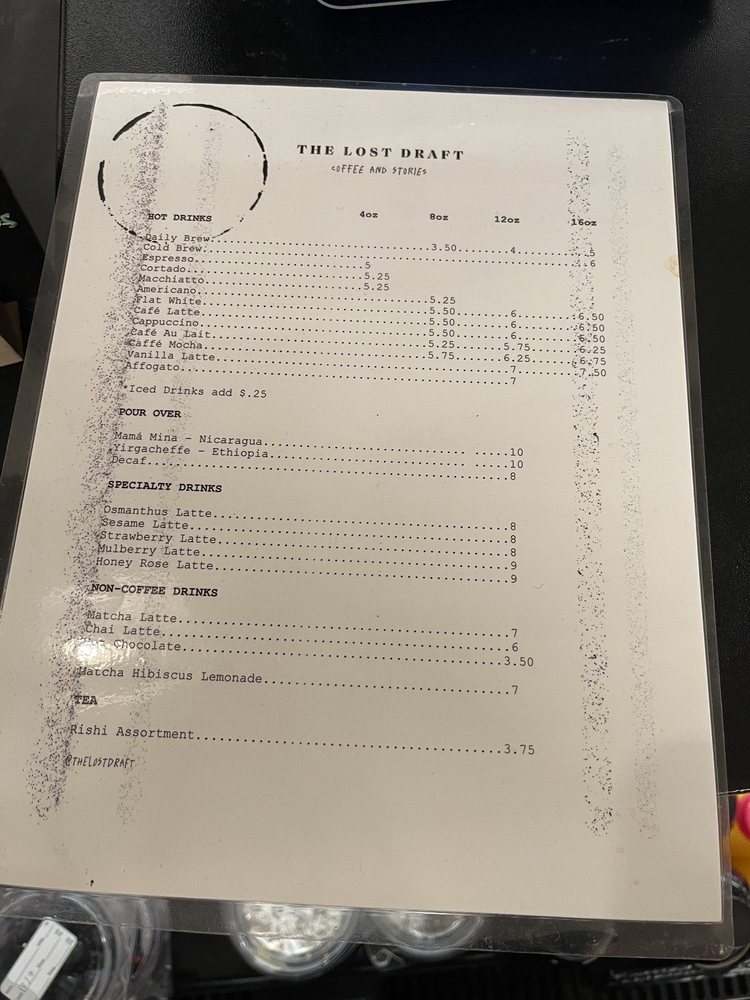 THE LOST DRAFT
COFFEE AND STORIES
HOT DRINKS 4oz 8oz 12oz 16oz
Daily Brew 3.50 4 5
Cold Brew 6
Espresso 5
Cortado 5.25
Macchiato 5.25
Americano 5.25
Flat White 5.50 6 6.50
Café Latte 5.50 6 6.50
Cappuccino 5.50 6 6.50
Café Au Lait 5.25 5.75 6.25
Caffé Mocha 5.75 6.25 6.75
Vanilla Latte 7 7.50
Affogato 7
*Iced Drinks add $.25
POUR OVER
Mamá Mina - Nicaragua 10
Yirgacheffe - Ethiopia 10
Decaf 8
SPECIALTY DRINKS
Osmanthus Latte 8
Sesame Latte 8
Strawberry Latte 8
Mulberry Latte 9
Honey Rose Latte 9
NON-COFFEE DRINKS
Matcha Latte 7
Chai Latte 6
Chocolate 3.50
Matcha Hibiscus Lemonade 7
TEA
Rishi Assortment 3.75
@THELOSTDRAFT